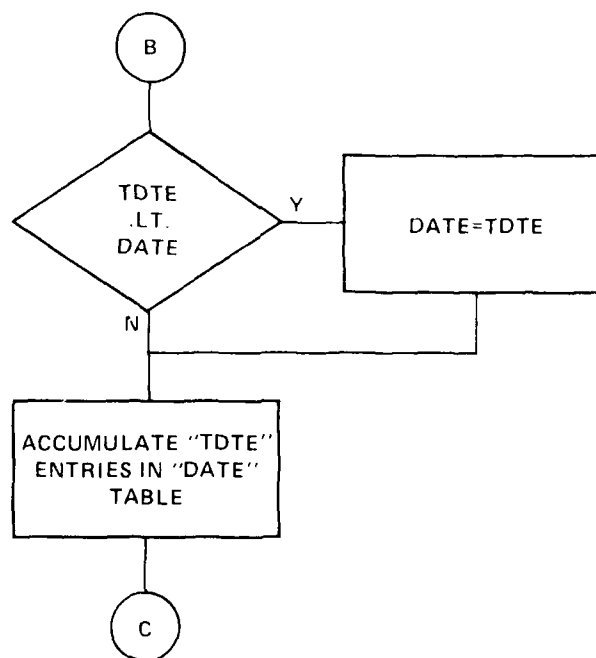 B
TDTE
.LT.
DATE
Y
DATE=TDTE
N
ACCUMULATE "TDTE"
ENTRIES IN "DATE"
TABLE
C